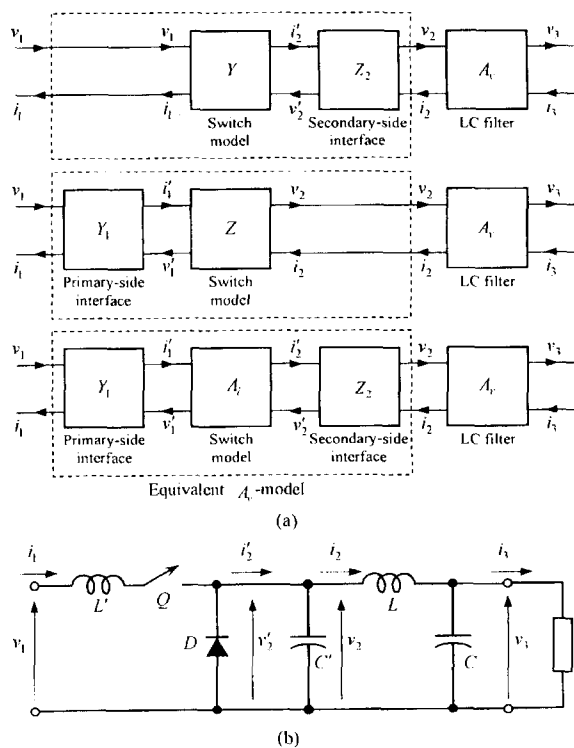 v₁ v₁ i′₂ v₂ v₃
Y Z₂ Aᵥ
i₁ i₁ v′₂ i₂ i₃
Switch model Secondary-side interface LC filter
v₁ i′₁ v₂ v₂ v₃
Y₁ Z Aᵥ
i₁ v′₁ i₂ i₂ i₃
Primary-side interface Switch model LC filter
v₁ i′₁ i′₂ v₂ v₃
Y₁ Aᵢ Z₂ Aᵥ
i₁ v′₁ v′₂ i₂ i₃
Primary-side interface Switch model Secondary-side interface LC filter
Equivalent Aᵥ-model
(a)
i₁ i′₂ i₂ i₃
L′ Q L
v₁ D v′₂ C′ v₂ C v₃
(b)